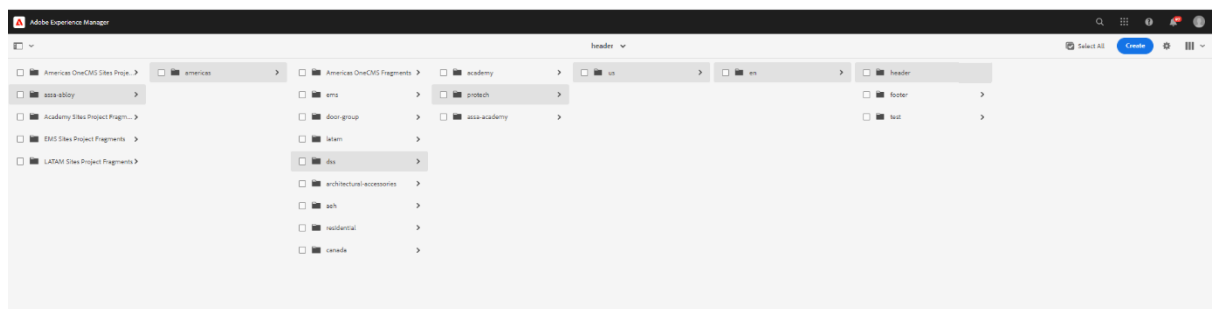 Adobe Experience Manager
header
Select All
Create
Americas OneCMS Sites Proje...
americas
Americas OneCMS Fragments
academy
us
en
header
assa-abloy
ems
protech
footer
Academy Sites Project Fragm...
door-group
assa-academy
test
EMS Sites Project Fragments
latam
LATAM Sites Project Fragments
dss
architectural-accessories
residential
canada